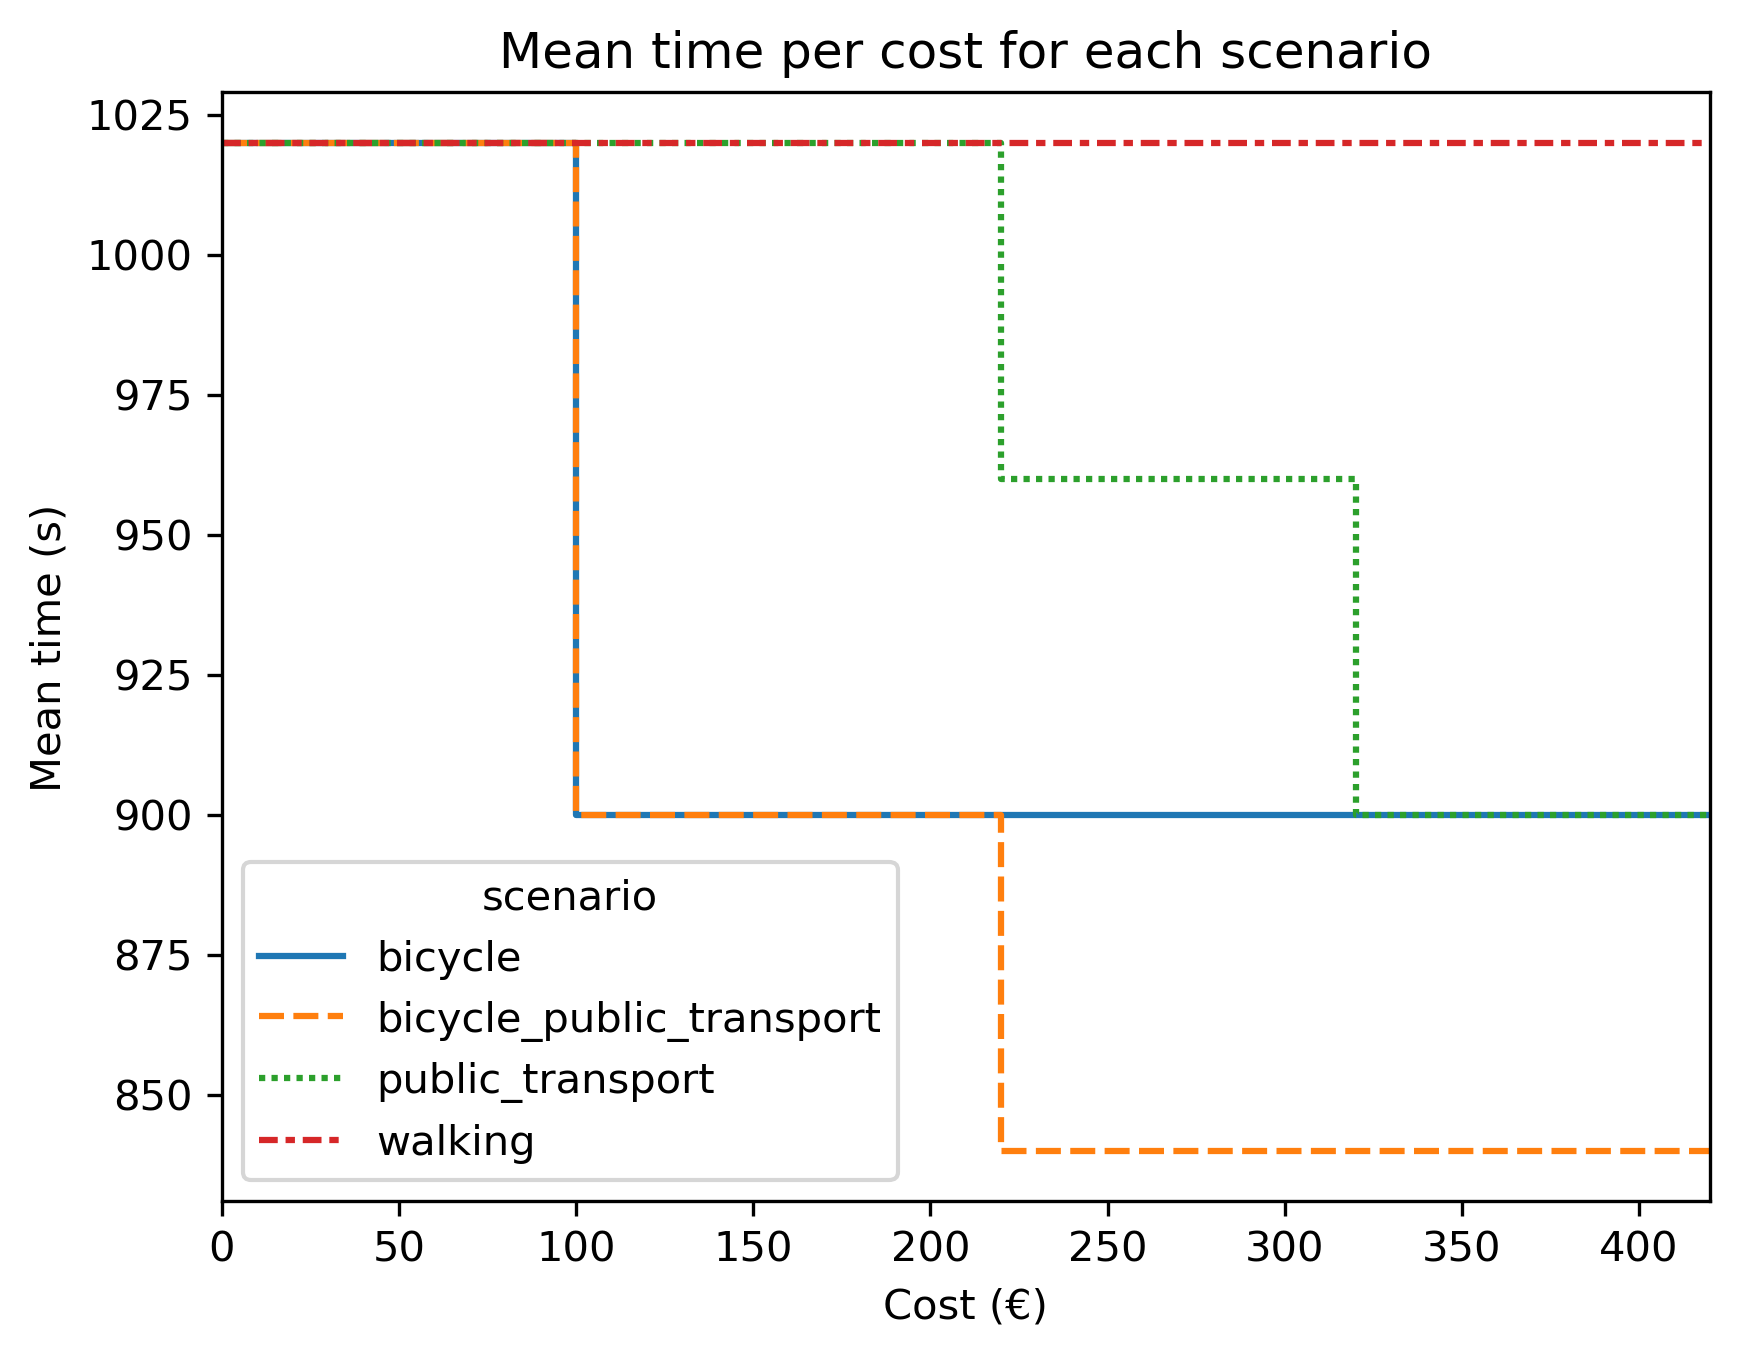 Mean time per cost for each scenario
1025
1000
975
950
925
900
875
850
Mean time (s)
scenario
bicycle
bicycle_public_transport
public_transport
walking
0 50 100 150 200 250 300 350 400
Cost (€)